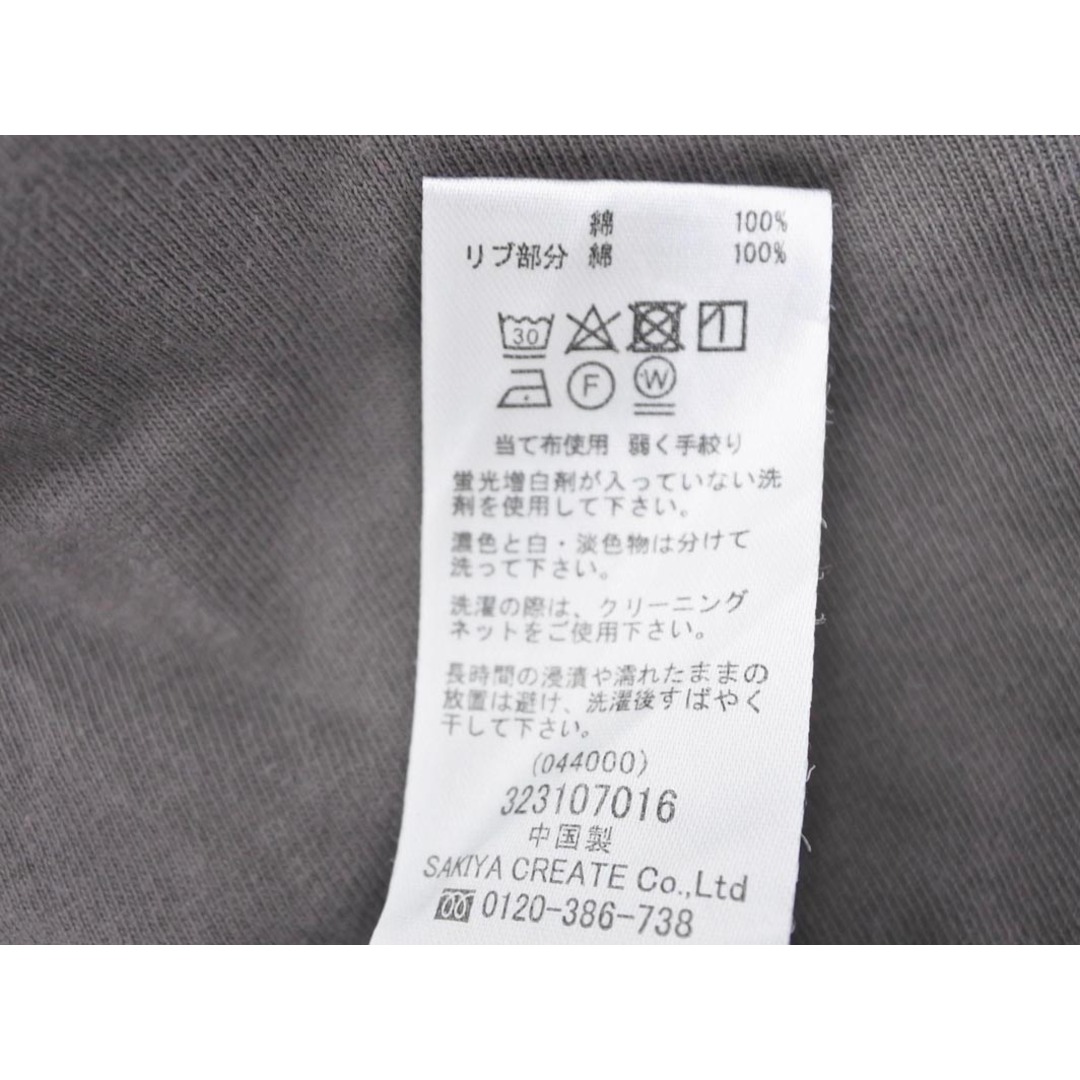 綿 100%
リブ部分 綿 100%
30
F W
当て布使用 弱く手絞り
蛍光増白剤が入っていない洗
剤を使用して下さい。
濃色と白・淡色物は分けて
洗って下さい。
洗濯の際は、クリーニング
ネットをご使用下さい。
長時間の浸漬や濡れたままの
放置は避け、洗濯後すばやく
干して下さい。
(044000)
323107016
中国製
SAKIYA CREATE Co.,Ltd
0120-386-738